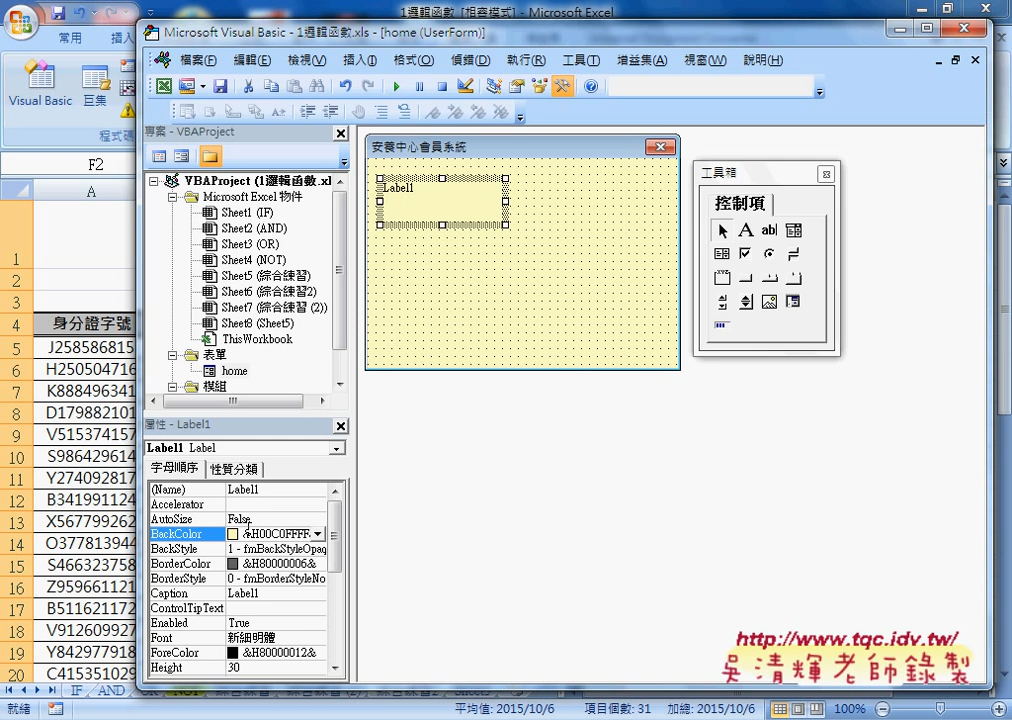 1邏輯函數 [相容模式] - Microsoft Excel
常用
插入
Visual Basic
巨集
程式碼
F2
A
1
2
3
4 身分證字號
5 J258586815
6 H250504716
7 K888496341
8 D179882101
9 V515374157
10 S986429614
11 Y274092817
12 B341991124
13 X567799262
14 O377813944
15 S466323758
16 Z959661121
17 B511621172
18 V912609927
19 Y842977918
20 C415351029
IF AND OR NOT
就緒
平均值: 2015/10/6 項目個數: 31 加總: 2015/10/6 100%
Microsoft Visual Basic - 1邏輯函數.xls - [home (UserForm)]
檔案(F) 編輯(E) 檢視(V) 插入(I) 格式(O) 偵錯(D) 執行(R) 工具(T) 增益集(A) 視窗(W) 說明(H)
專案 - VBAProject
VBAProject (1邏輯函數.xl
Microsoft Excel 物件
Sheet1 (IF)
Sheet2 (AND)
Sheet3 (OR)
Sheet4 (NOT)
Sheet5 (綜合練習)
Sheet6 (綜合練習2)
Sheet7 (綜合練習 (2))
Sheet8 (Sheet5)
ThisWorkbook
表單
home
模組
屬性 - Label1
Label1 Label
字母順序 性質分類
(Name) Label1
Accelerator
AutoSize False
BackColor &H00C0FFFF
BackStyle 1 - fmBackStyleOpaq
BorderColor &H80000006&
BorderStyle 0 - fmBorderStyleNo
Caption Label1
ControlTipText
Enabled True
Font 新細明體
ForeColor &H80000012&
Height 30
安養中心會員系統
Label1
工具箱
控制項
A abl
http://www.tqc.idv.tw/
吳清輝老師錄製